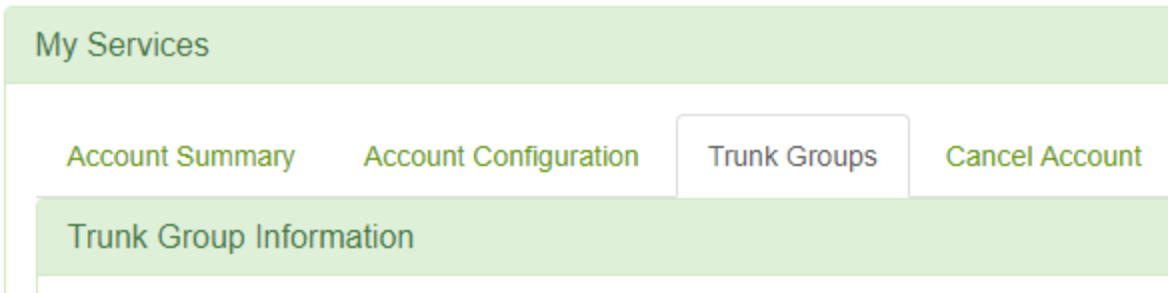 My Services
Account Summary Account Configuration Trunk Groups Cancel Account
Trunk Group Information